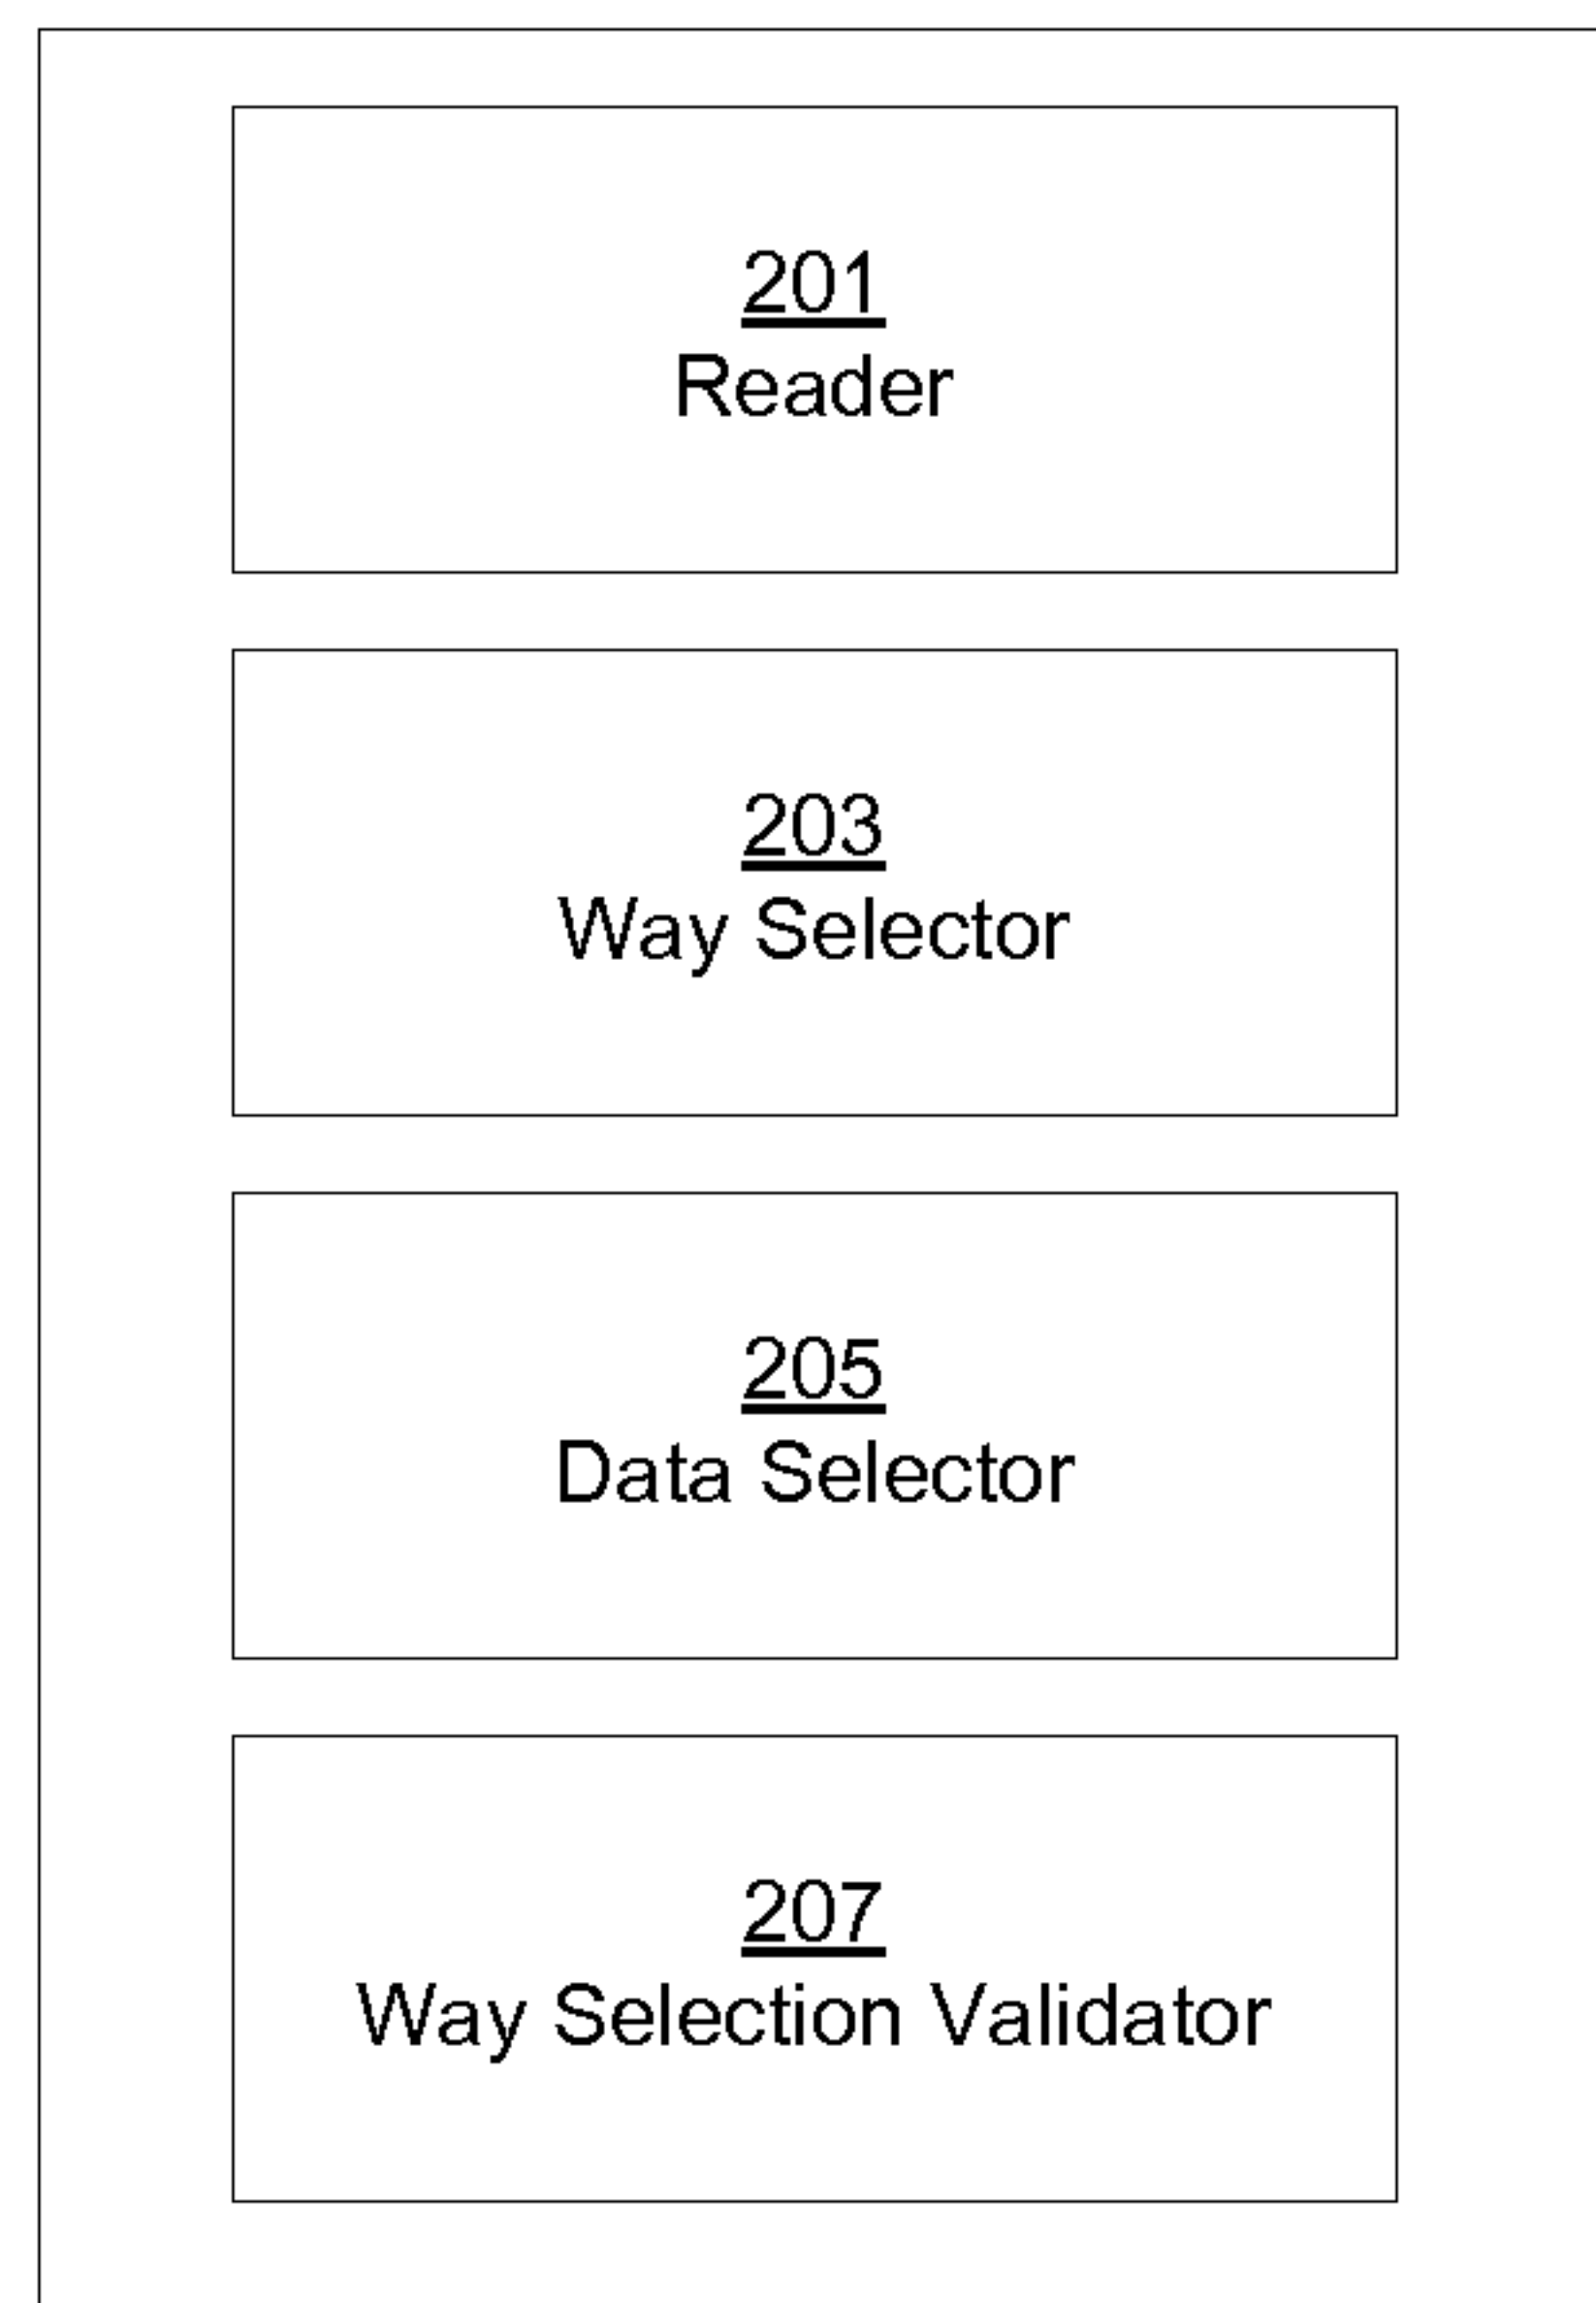 201
Reader
203
Way Selector
205
Data Selector
207
Way Selection Validator